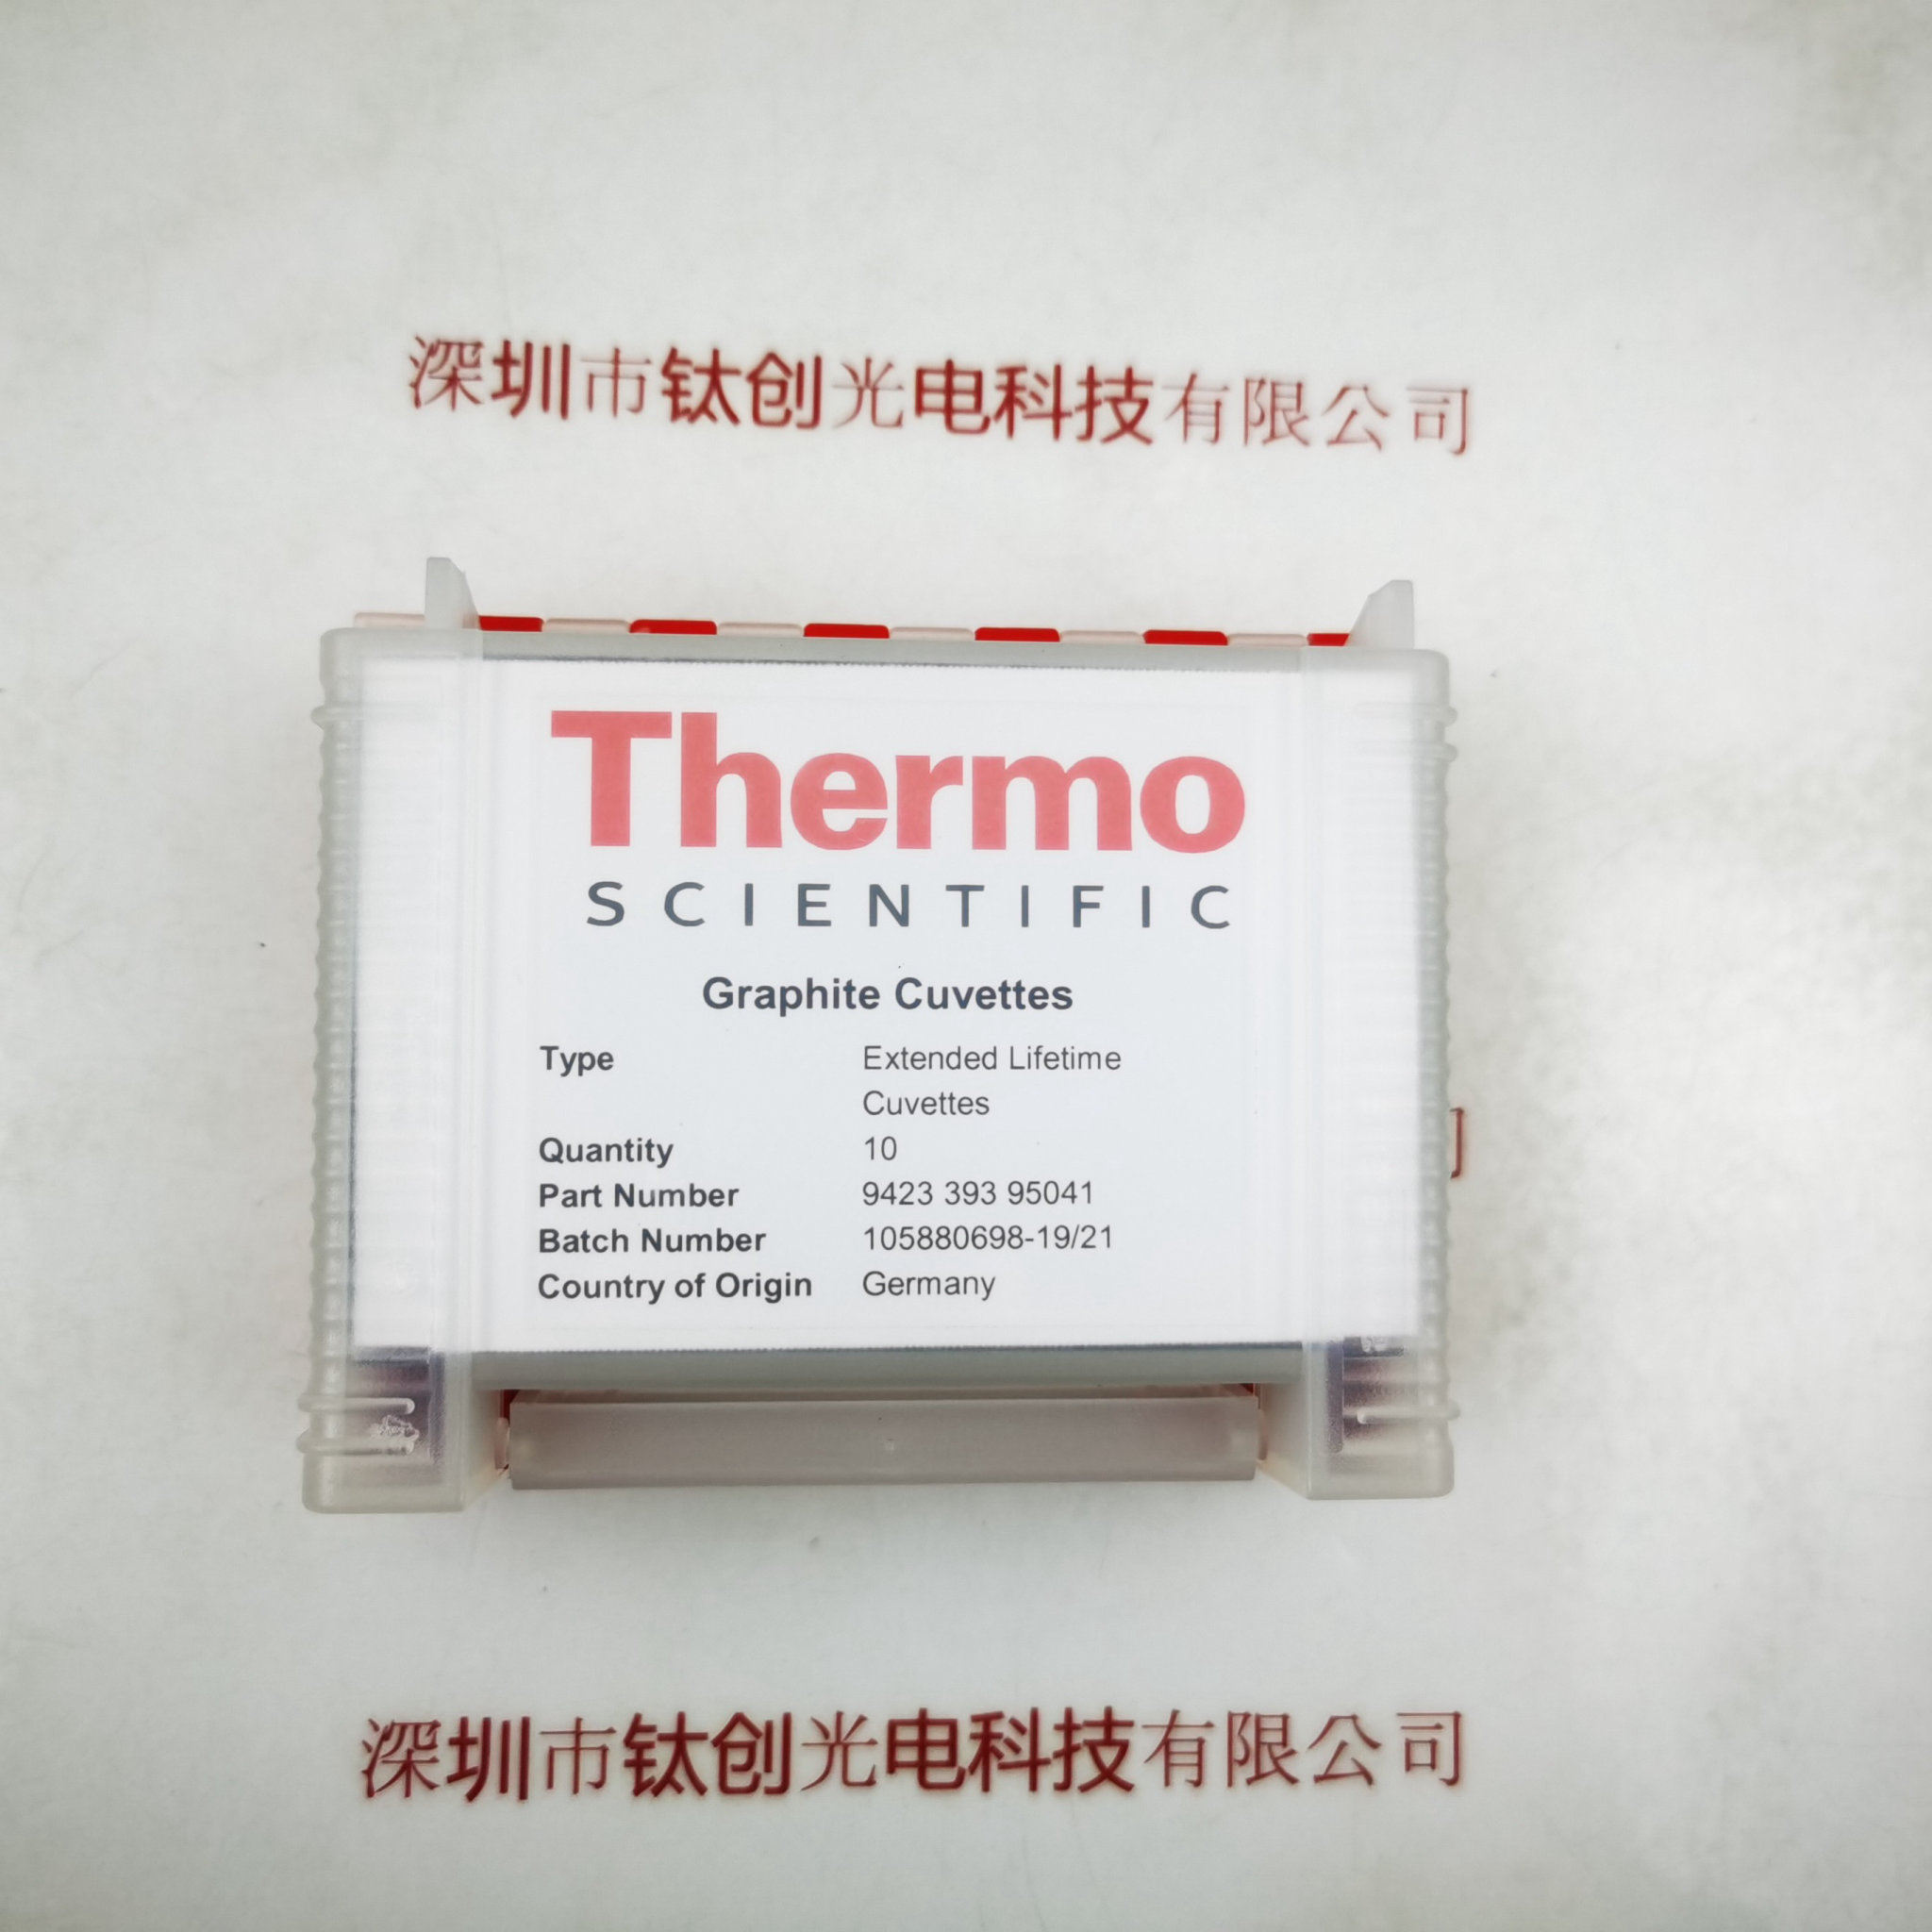 深圳市钛创光电科技有限公司
Thermo
SCIENTIFIC
Graphite Cuvettes
Type Extended Lifetime
Cuvettes
Quantity 10
Part Number 9423 393 95041
Batch Number 105880698-19/21
Country of Origin Germany
深圳市钛创光电科技有限公司